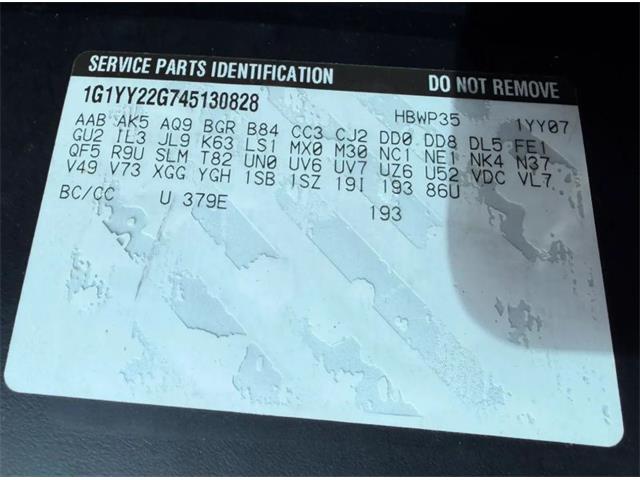 SERVICE PARTS IDENTIFICATION DO NOT REMOVE
1G1YY22G745130828 HBWP35 1YY07
AAB AK5 AQ9 BGR B84 CC3 CJ2 DD0 DD8 DL5 FE1
GU2 IL3 JL9 K63 LS1 MX0 M30 NC1 NE1 NK4 N37
QF5 R9U SLM T82 UN0 UV6 UV7 UZ6 U52 VDC VL7
V49 V73 XGG YGH 1SB 1SZ 19I 193 86U
BC/CC U 379E 193